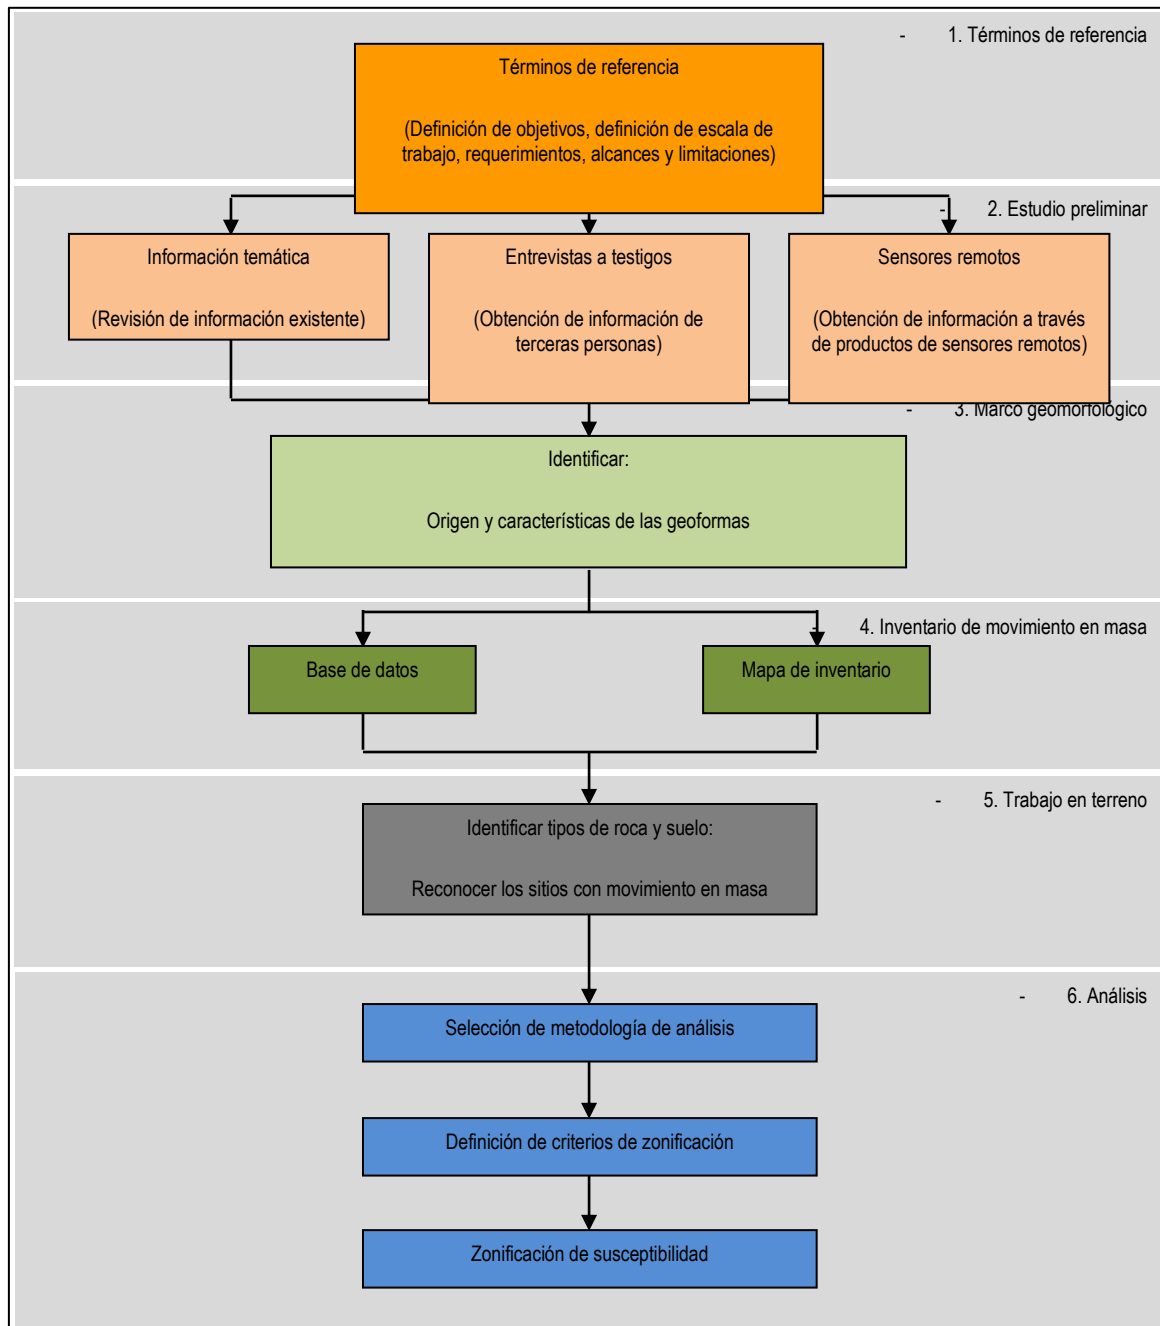 - 1. Términos de referencia
Términos de referencia
(Definición de objetivos, definición de escala de
trabajo, requerimientos, alcances y limitaciones)
- 2. Estudio preliminar
Información temática
(Revisión de información existente)
Entrevistas a testigos
(Obtención de información de
terceras personas)
Sensores remotos
(Obtención de información a través
de productos de sensores remotos)
- 3. Marco geomorfológico
Identificar:
Origen y características de las geoformas
- 4. Inventario de movimiento en masa
Base de datos
Mapa de inventario
- 5. Trabajo en terreno
Identificar tipos de roca y suelo:
Reconocer los sitios con movimiento en masa
- 6. Análisis
Selección de metodología de análisis
Definición de criterios de zonificación
Zonificación de susceptibilidad